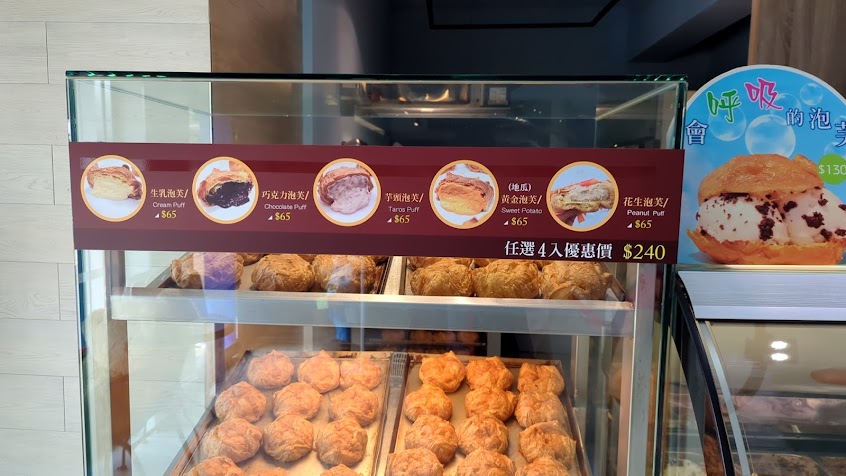 生乳泡芙/
Cream Puff
$65
巧克力泡芙/
Chocolate Puff
$65
芋頭泡芙/
Taros Puff
$65
(地瓜)
黃金泡芙/
Sweet Potato
$65
花生泡芙/
Peanut Puff
$65
任選4入優惠價 $240
會呼吸的泡芙
$130